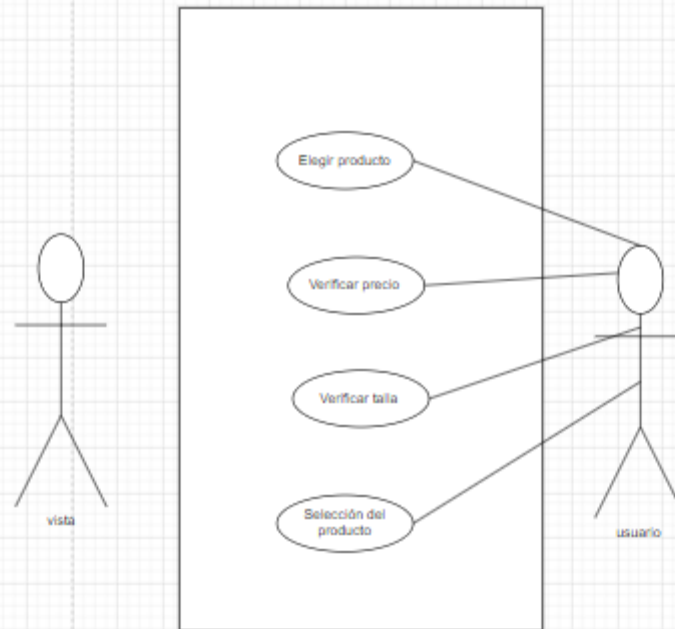 Elegir producto
Verificar precio
Verificar talla
Selección del
producto
vista
usuario